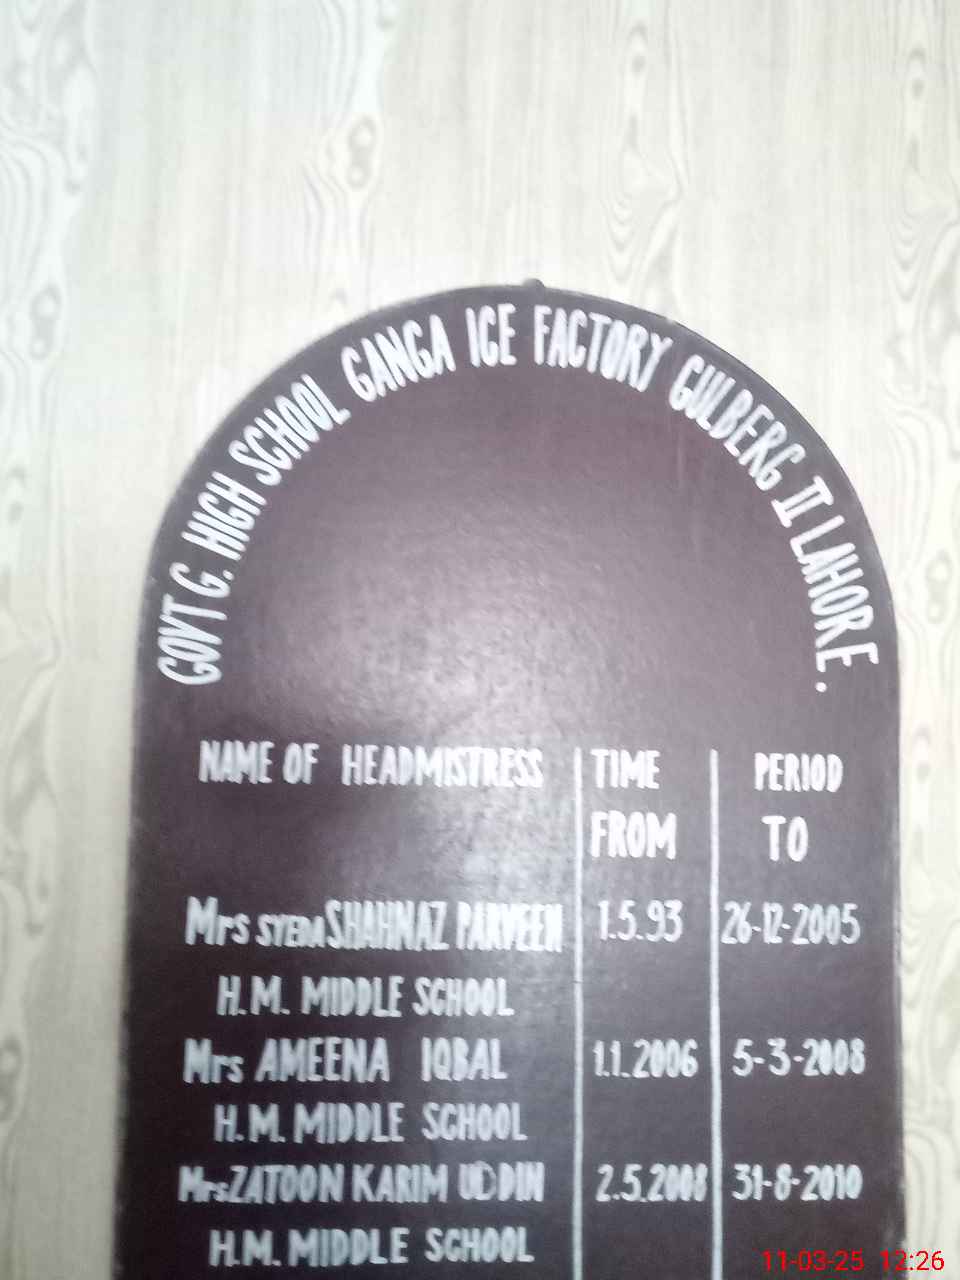 GOVT G. HIGH SCHOOL GANGA ICE FACTORY GULBERG II LAHORE.
NAME OF HEADMISTRESS TIME PERIOD
FROM TO
Mrs SYEDA SHAHNAZ PARVEEN 1.5.93 26-12-2005
H.M. MIDDLE SCHOOL
Mrs AMEENA IQBAL 1.1.2006 5-3-2008
H.M. MIDDLE SCHOOL
Mrs ZATOON KARIM UDDIN 2.5.2008 31-8-2010
H.M. MIDDLE SCHOOL
11-03-25 12:26